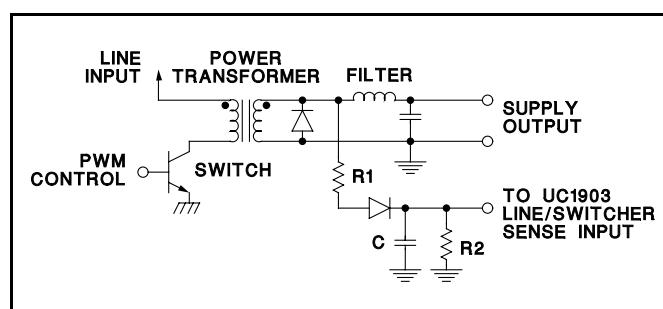 LINE
INPUT
POWER
TRANSFORMER
FILTER
SUPPLY
OUTPUT
PWM
CONTROL
SWITCH
R1
TO UC1903
LINE/SWITCHER
SENSE INPUT
C
R2